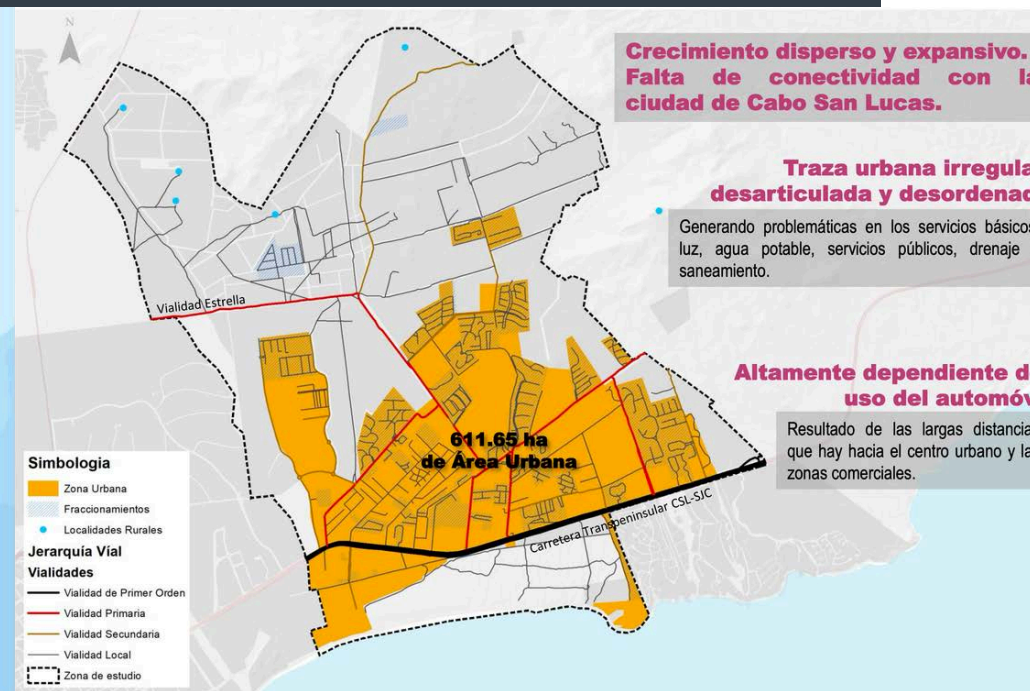 N
Crecimiento disperso y expansivo.
Falta de conectividad con la
ciudad de Cabo San Lucas.
Traza urbana irregula
desarticulada y desordenad
Generando problemáticas en los servicios básicos
luz, agua potable, servicios públicos, drenaje
saneamiento.
Vialidad Estrella
Altamente dependiente d
uso del automóv
Resultado de las largas distancia
que hay hacia el centro urbano y la
zonas comerciales.
611.65 ha
de Área Urbana
Carretera Transpeninsular CSL-SJC
Simbologia
Zona Urbana
Fraccionamientos
Localidades Rurales
Jerarquía Víal
Vialidades
Vialidad de Primer Orden
Vialidad Primaria
Vialidad Secundaria
Vialidad Local
Zona de estudio